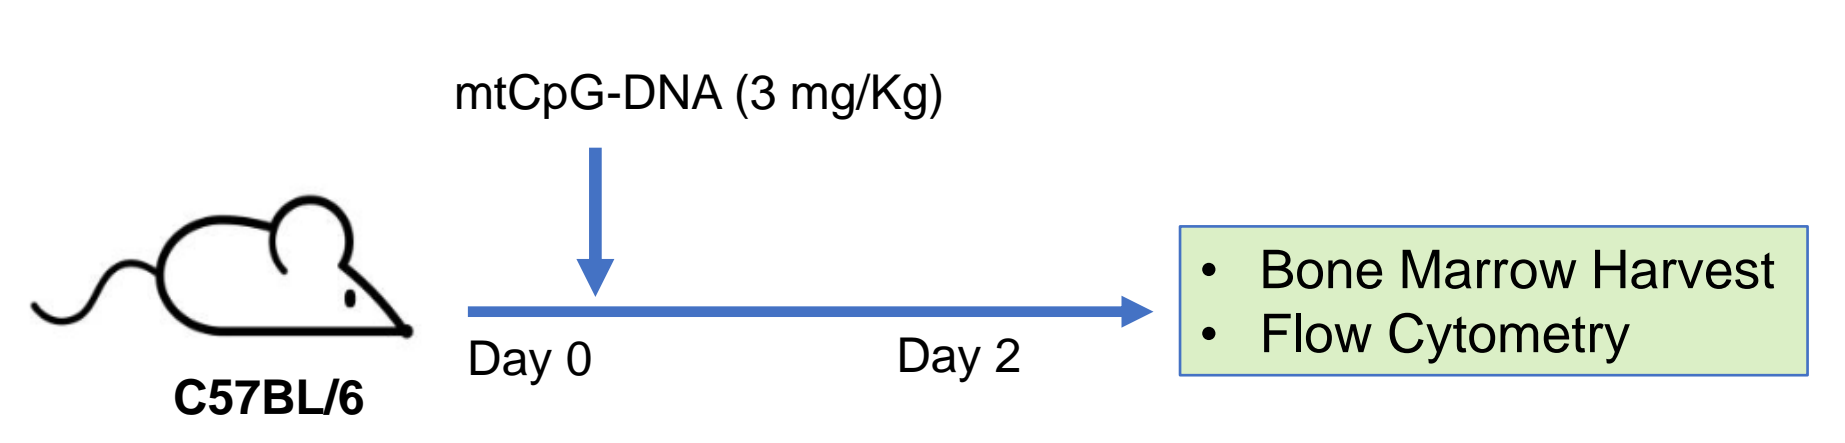 mtCpG-DNA (3 mg/Kg)
Day 0
Day 2
C57BL/6
• Bone Marrow Harvest
• Flow Cytometry